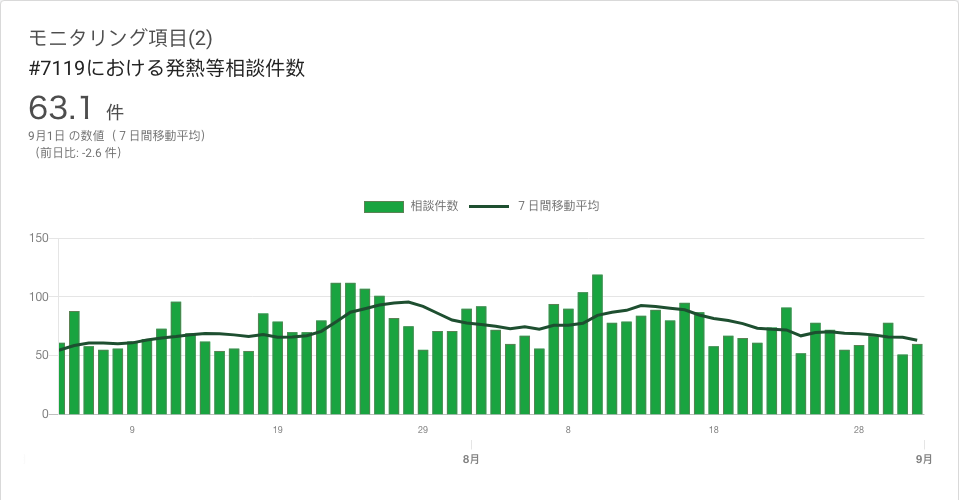 モニタリング項目(2)
#7119における発熱等相談件数
63.1 件
9月1日 の数値（７日間移動平均）
（前日比: -2.6 件）
相談件数 ７日間移動平均
150
100
50
0
9 19 29 8 18 28
8月 9月